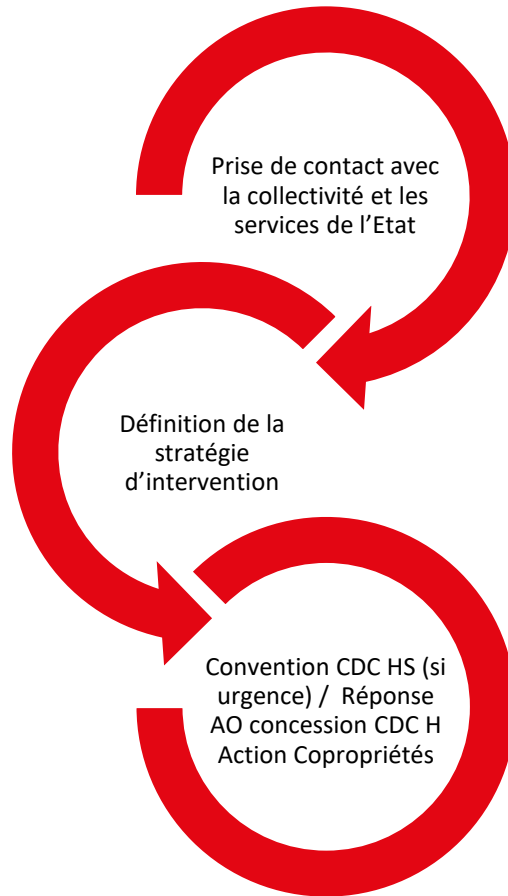 Prise de contact avec
la collectivité et les
services de l’Etat
Définition de la
stratégie
d’intervention
Convention CDC HS (si
urgence) / Réponse
AO concession CDC H
Action Copropriétés